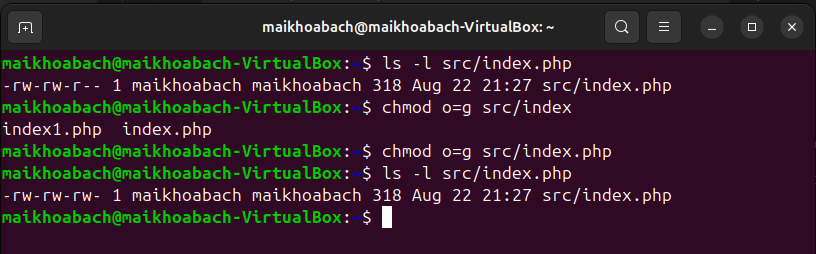 maikhoabach@maikhoabach-VirtualBox: ~
maikhoabach@maikhoabach-VirtualBox:~$ ls -l src/index.php
-rw-rw-r-- 1 maikhoabach maikhoabach 318 Aug 22 21:27 src/index.php
maikhoabach@maikhoabach-VirtualBox:~$ chmod o=g src/index
index1.php  index.php
maikhoabach@maikhoabach-VirtualBox:~$ chmod o=g src/index.php
maikhoabach@maikhoabach-VirtualBox:~$ ls -l src/index.php
-rw-rw-rw- 1 maikhoabach maikhoabach 318 Aug 22 21:27 src/index.php
maikhoabach@maikhoabach-VirtualBox:~$